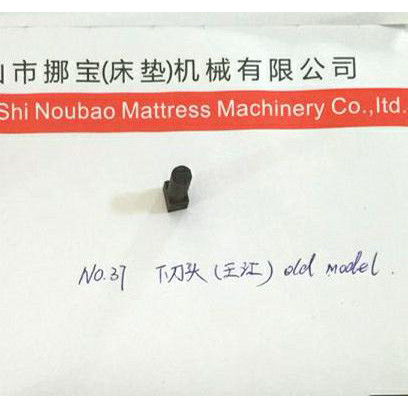 山市挪宝(床垫)机械有限公司
Shi Noubao Mattress Machinery Co.,ltd.
NO.37 下刀头(王江) old model.